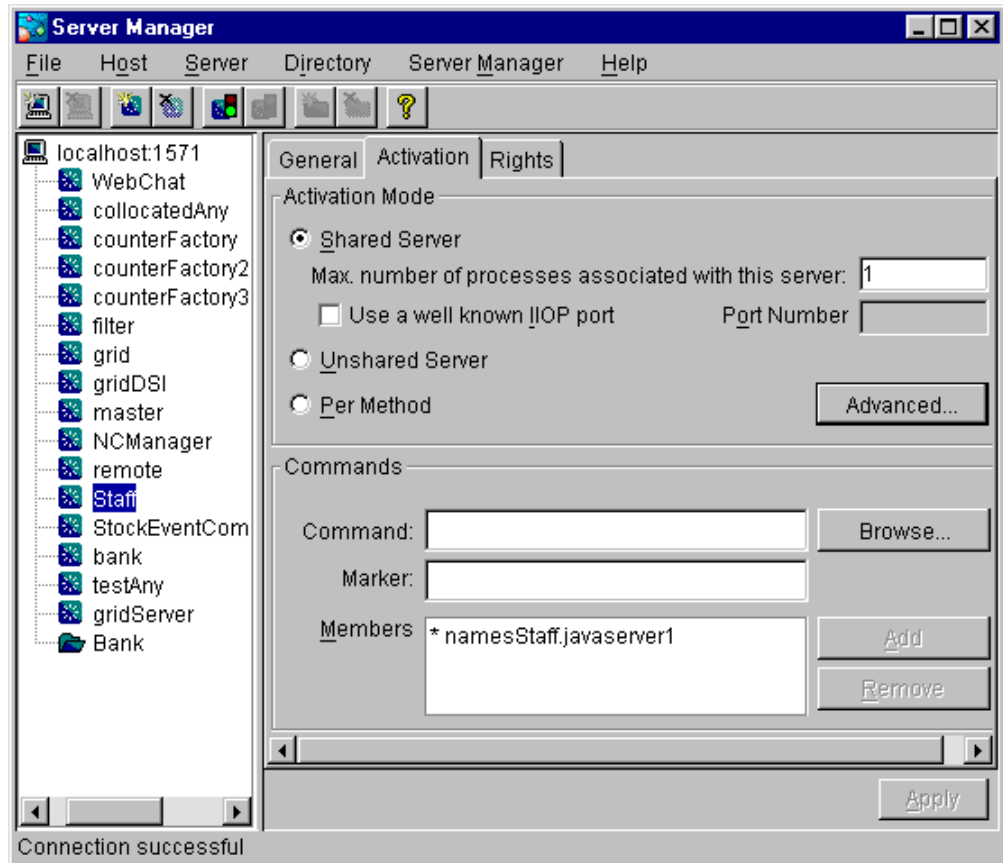 Server Manager
File Host Server Directory Server Manager Help
localhost:1571
WebChat
collocatedAny
counterFactory
counterFactory2
counterFactory3
filter
grid
gridDSI
master
NCManager
remote
Staff
StockEventCom
bank
testAny
gridServer
Bank
General Activation Rights
Activation Mode
Shared Server
Max. number of processes associated with this server: 1
Use a well known IIOP port Port Number
Unshared Server
Per Method Advanced...
Commands
Command: Browse...
Marker:
Members * namesStaff.javaserver1 Add
Remove
Apply
Connection successful